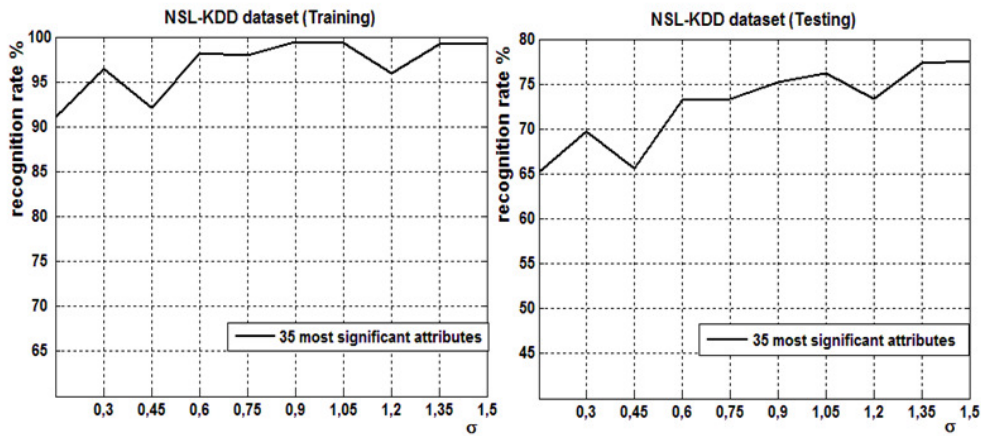 NSL-KDD dataset (Training)
recognition rate %
100
95
90
85
80
75
70
65
35 most significant attributes
0,3 0,45 0,6 0,75 0,9 1,05 1,2 1,35 1,5
σ
NSL-KDD dataset (Testing)
recognition rate %
80
75
70
65
60
55
50
45
35 most significant attributes
0,3 0,45 0,6 0,75 0,9 1,05 1,2 1,35 1,5
σ